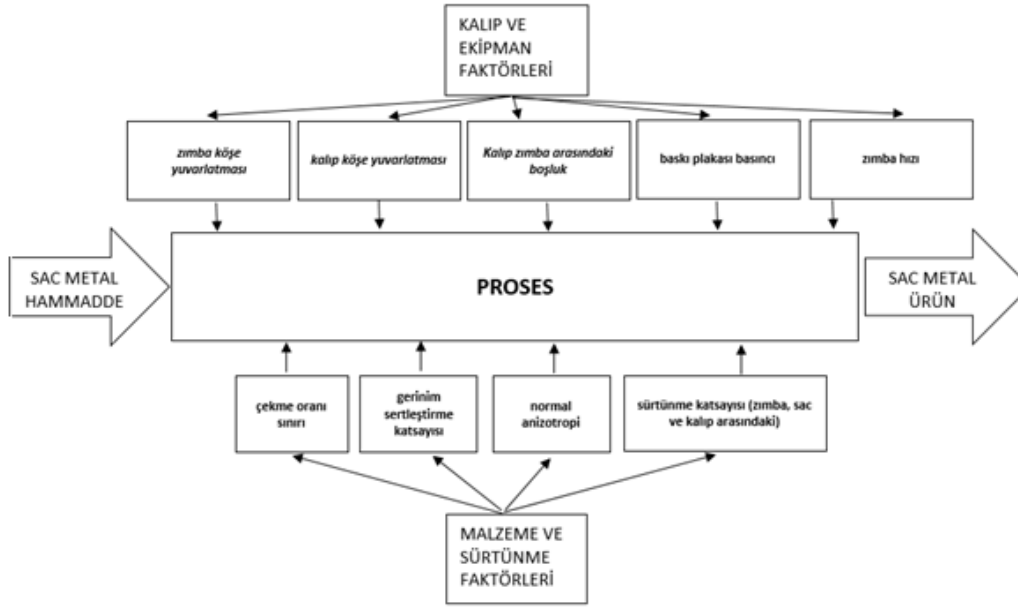 KALIP VE
EKİPMAN
FAKTÖRLERİ
zımba köşe
yuvarlatması
kalıp köşe yuvarlatması
Kalıp zımba arasındaki
boşluk
baskı plakası basıncı
zımba hızı
SAC METAL
HAMMADDE
PROSES
SAC METAL
ÜRÜN
çekme oranı
sınırı
gerinim
sertleştirme
katsayısı
normal
anizotropi
sürtünme katsayısı (zımba, sac
ve kalıp arasındaki)
MALZEME VE
SÜRTÜNME
FAKTÖRLERİ